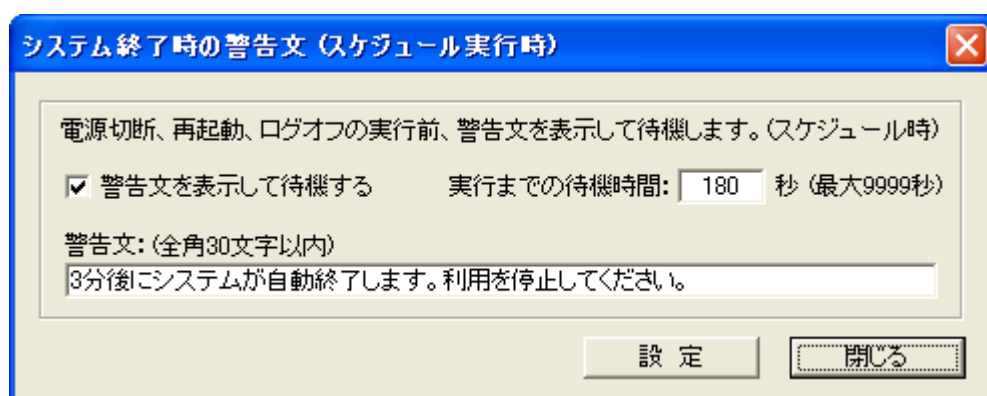 システム終了時の警告文 (スケジュール実行時)
電源切断、再起動、ログオフの実行前、警告文を表示して待機します。(スケジュール時)
警告文を表示して待機する 実行までの待機時間: 180 秒 (最大9999秒)
警告文: (全角30文字以内)
3分後にシステムが自動終了します。利用を停止してください。
設 定 閉じる